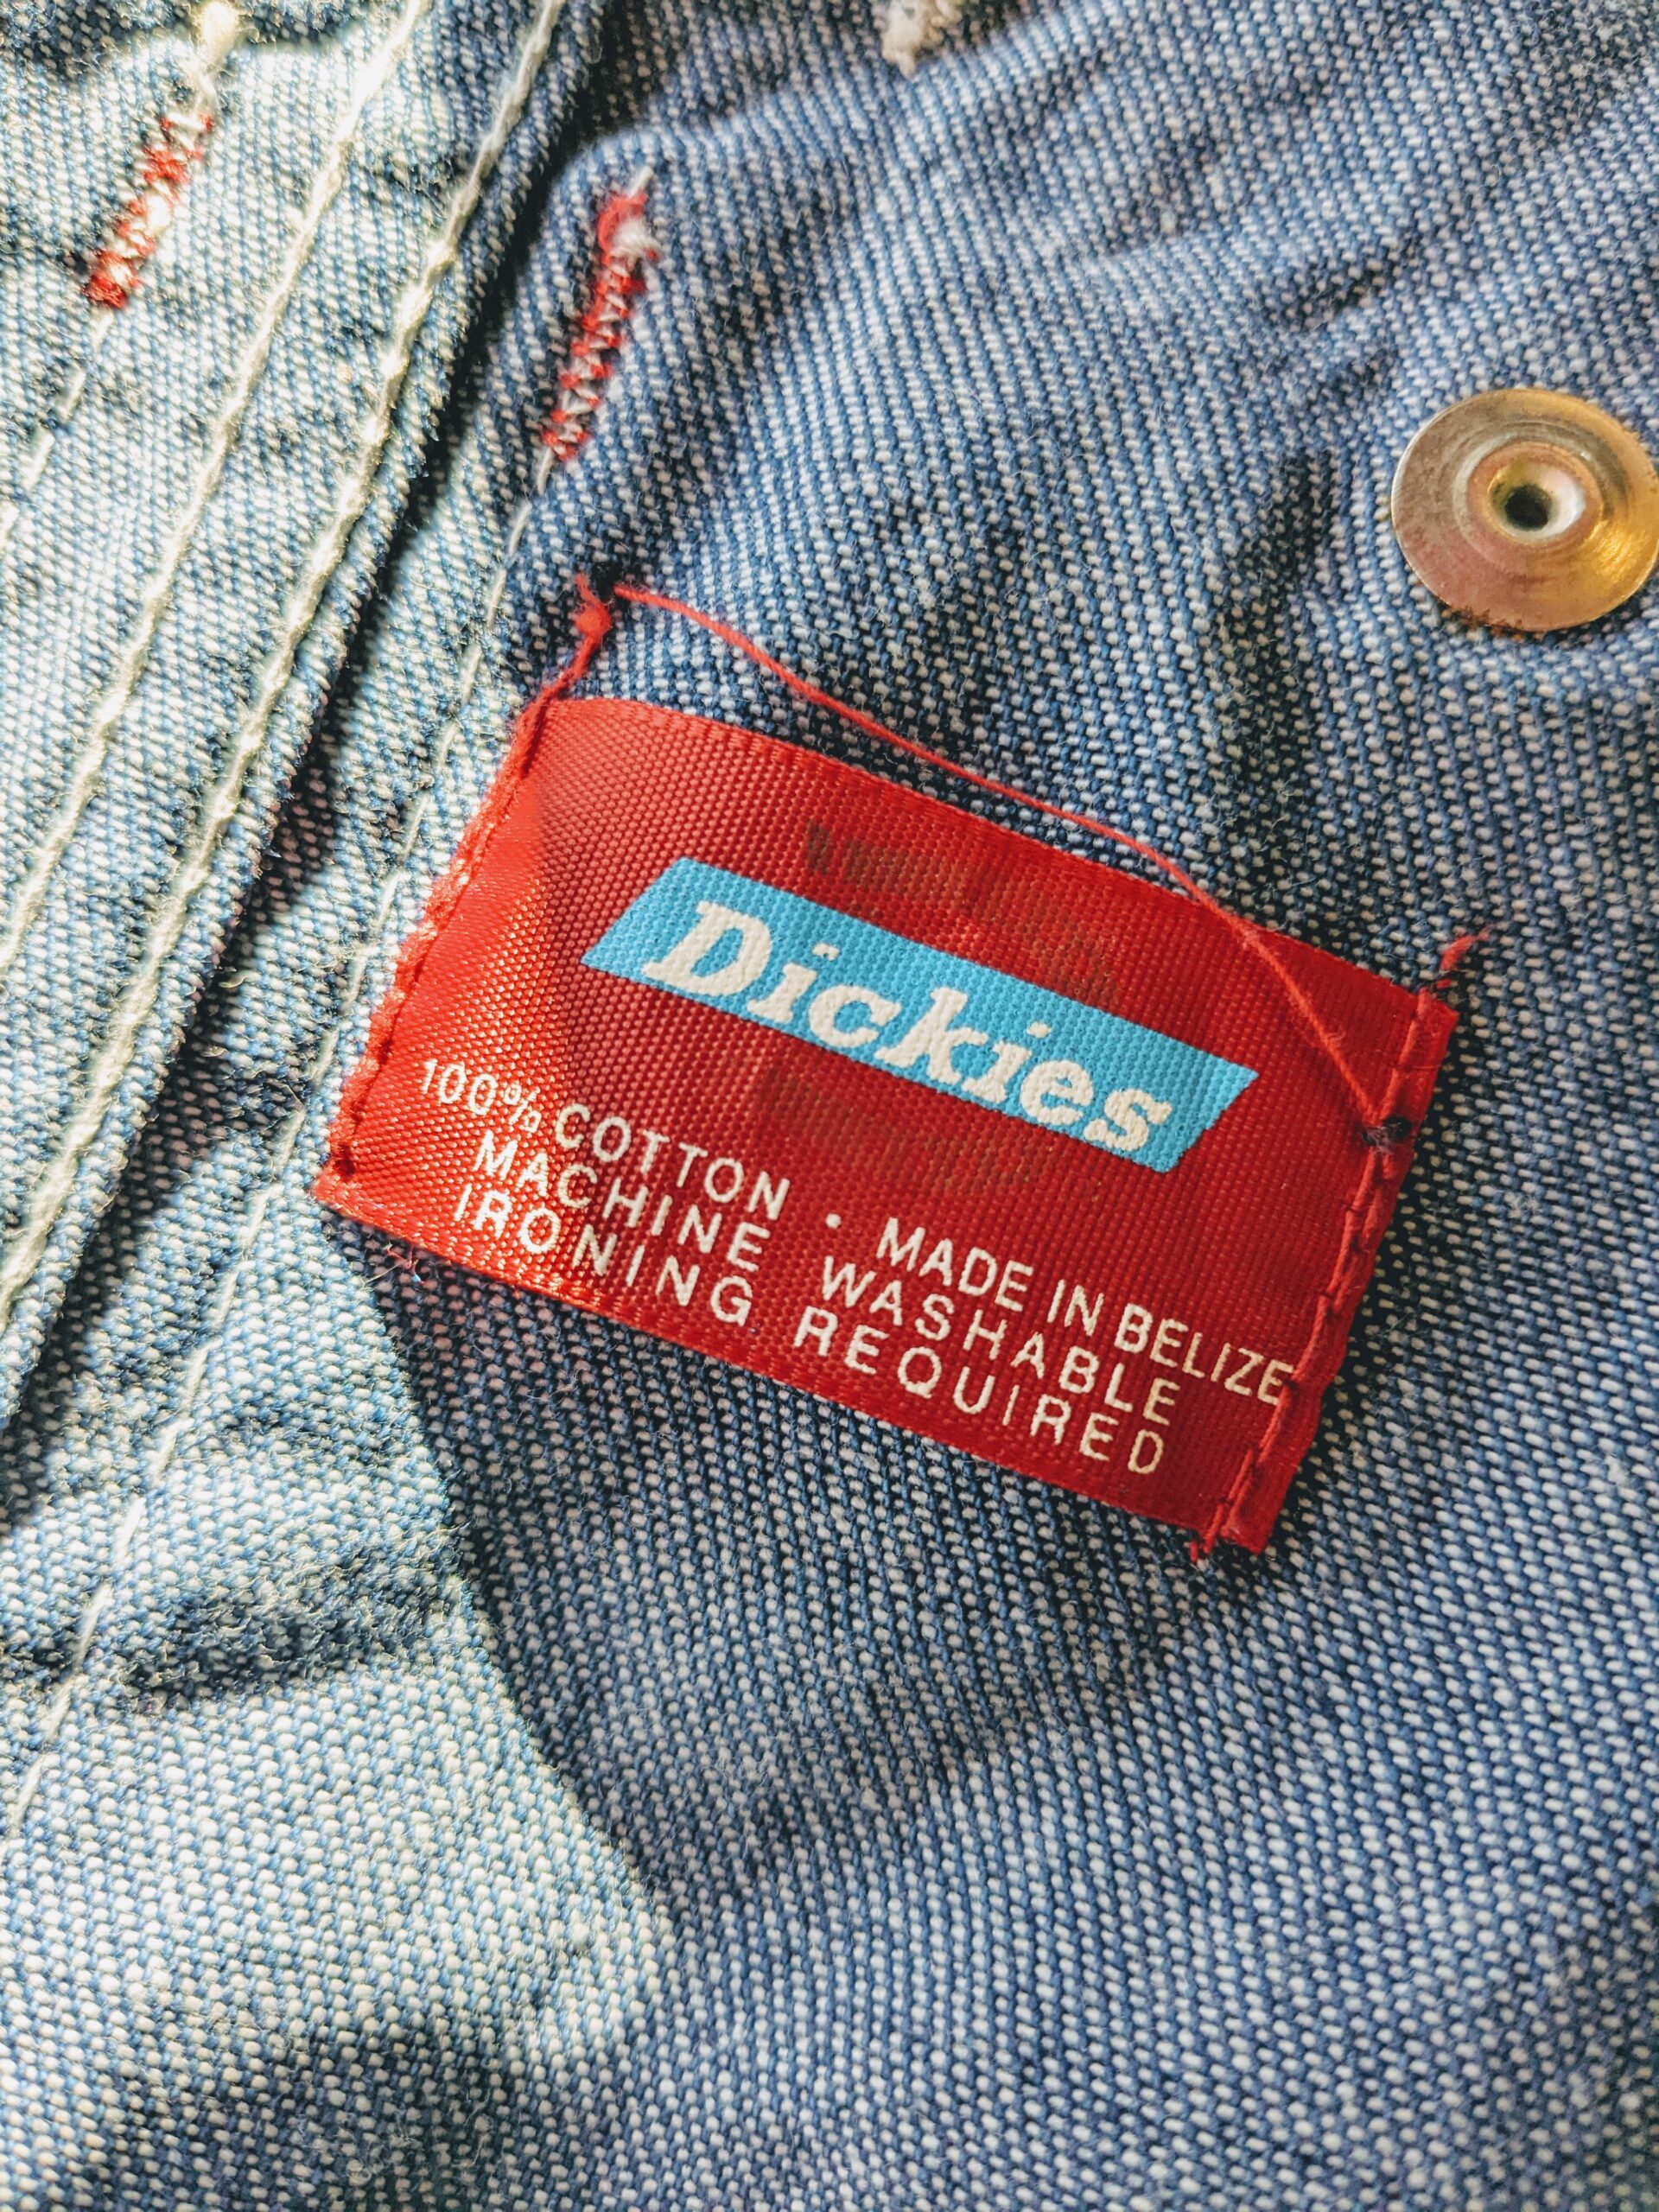 Dickies
100% COTTON • MADE IN BELIZE
MACHINE WASHABLE
IRONING REQUIRED